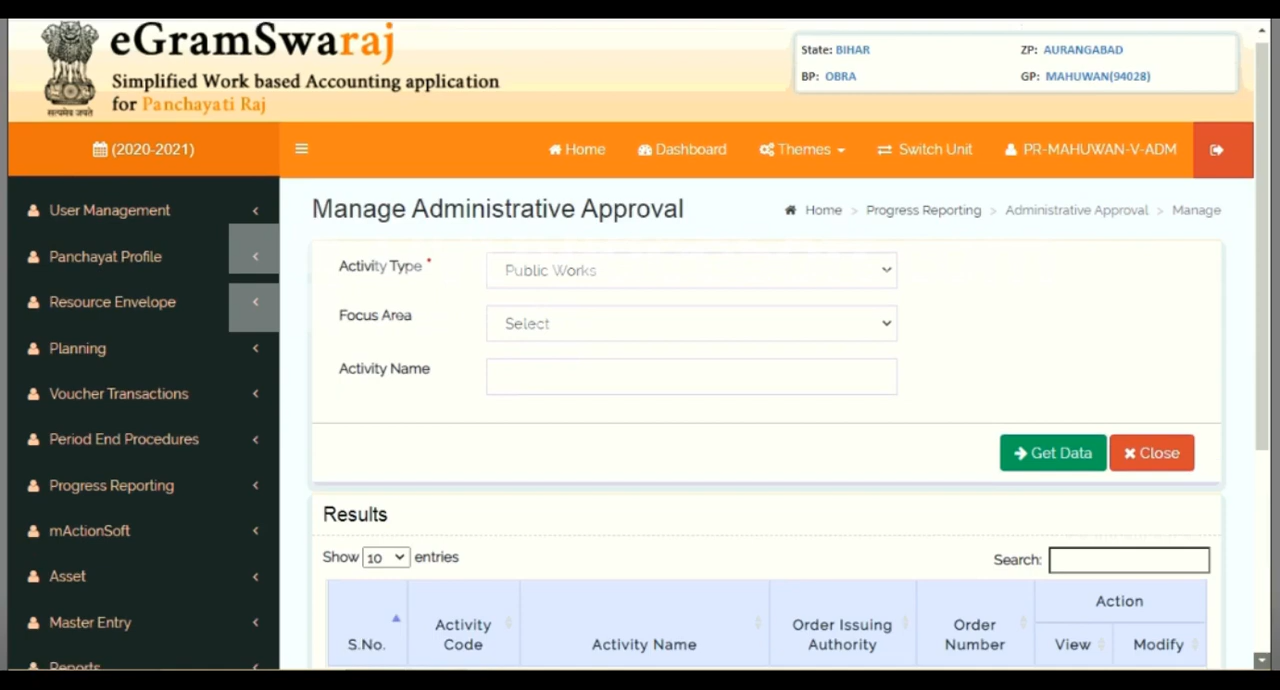 eGramSwaraj
Simplified Work based Accounting application
for Panchayati Raj
सत्यमेव जयते
State: BIHAR
ZP: AURANGABAD
BP: OBRA
GP: MAHUWAN(94028)
(2020-2021)
Home
Dashboard
Themes
Switch Unit
PR-MAHUWAN-V-ADM
User Management
Panchayat Profile
Resource Envelope
Planning
Voucher Transactions
Period End Procedures
Progress Reporting
mActionSoft
Asset
Master Entry
Reports
Manage Administrative Approval
Home > Progress Reporting > Administrative Approval > Manage
Activity Type *
Public Works
Focus Area
Select
Activity Name
Get Data
Close
Results
Show 10 entries
Search:
S.No.
Activity
Code
Activity Name
Order Issuing
Authority
Order
Number
Action
View
Modify